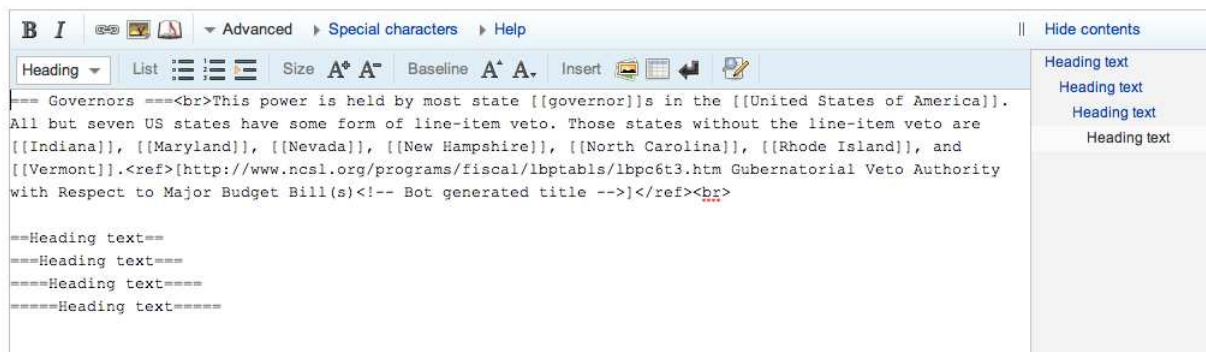 B I Advanced Special characters Help Hide contents
Heading List Size A A Baseline A A Insert
Heading text
Heading text
Heading text
Heading text
=== Governors ===<br>This power is held by most state [[governor]]s in the [[United States of America]].
All but seven US states have some form of line-item veto. Those states without the line-item veto are
[[Indiana]], [[Maryland]], [[Nevada]], [[New Hampshire]], [[North Carolina]], [[Rhode Island]], and
[[Vermont]].<ref>[http://www.ncsl.org/programs/fiscal/lbptabls/lbpc6t3.htm Gubernatorial Veto Authority
with Respect to Major Budget Bill(s)<!-- Bot generated title -->]</ref><br>
==Heading text==
===Heading text===
====Heading text====
=====Heading text=====